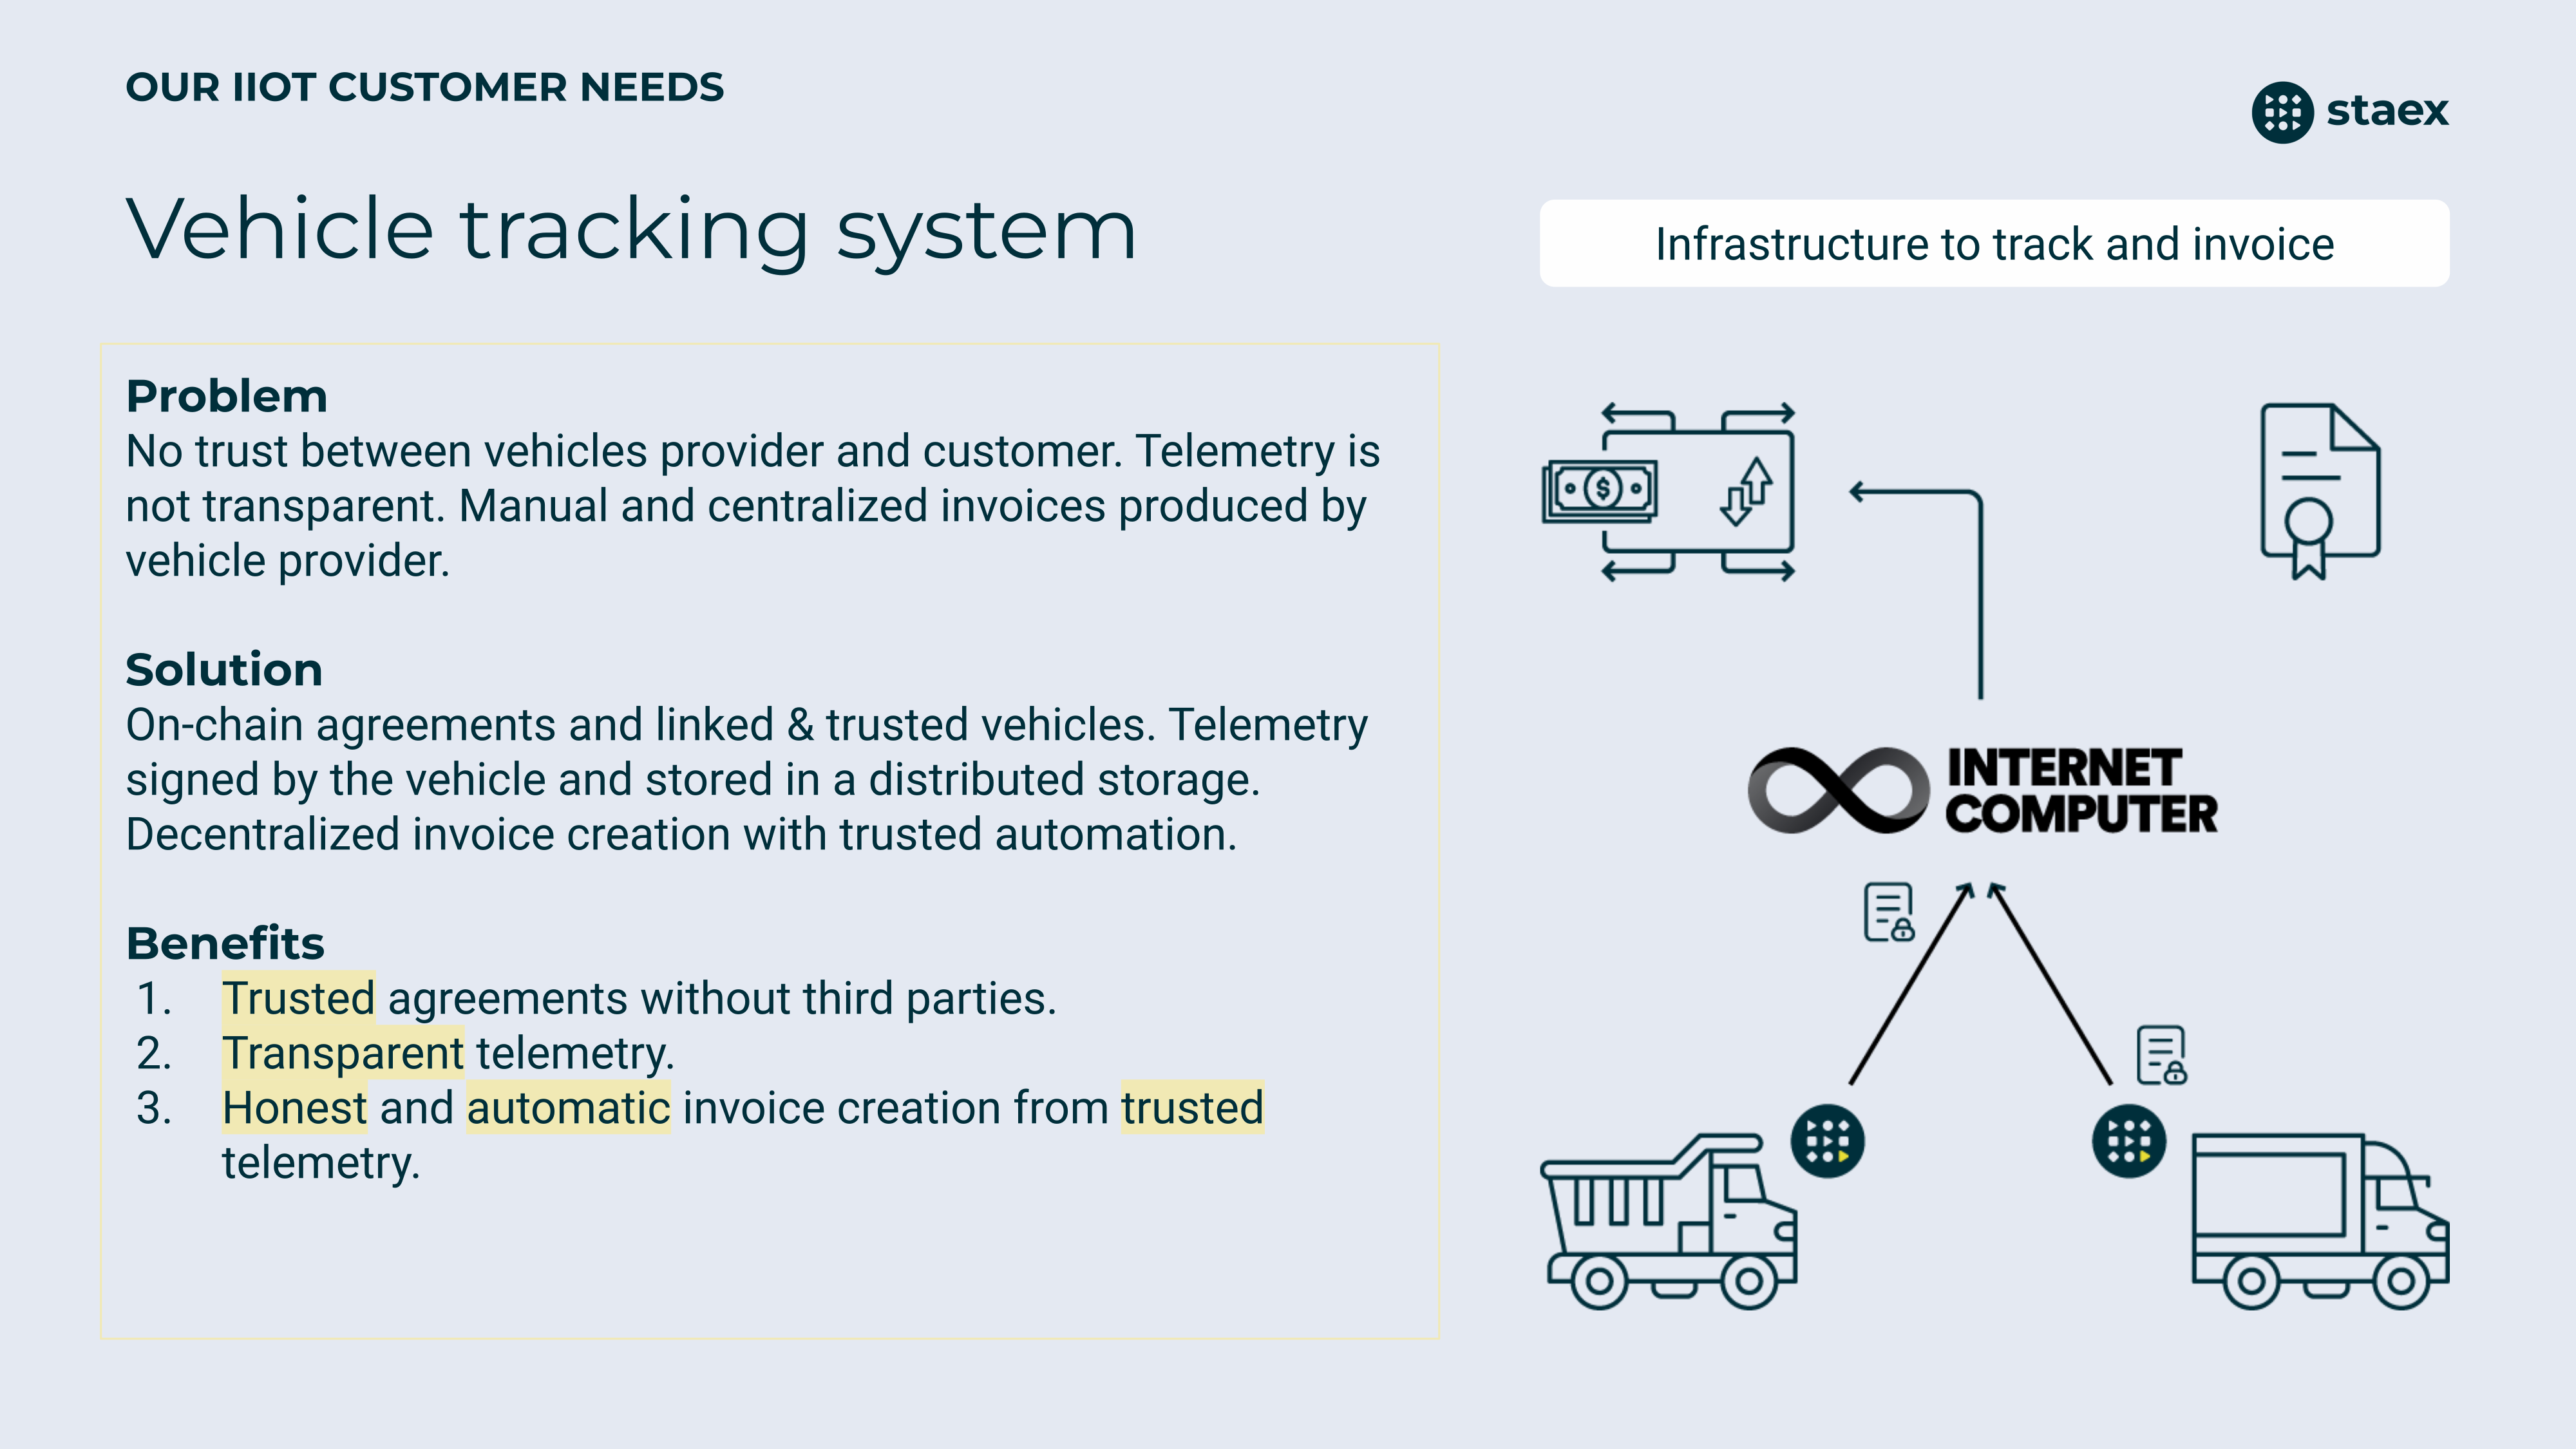 OUR IIOT CUSTOMER NEEDS
staex
Vehicle tracking system
Infrastructure to track and invoice
Problem
No trust between vehicles provider and customer. Telemetry is
not transparent. Manual and centralized invoices produced by
vehicle provider.
Solution
On-chain agreements and linked & trusted vehicles. Telemetry
signed by the vehicle and stored in a distributed storage.
Decentralized invoice creation with trusted automation.
Benefits
1. Trusted agreements without third parties.
2. Transparent telemetry.
3. Honest and automatic invoice creation from trusted
telemetry.
$
INTERNET
COMPUTER